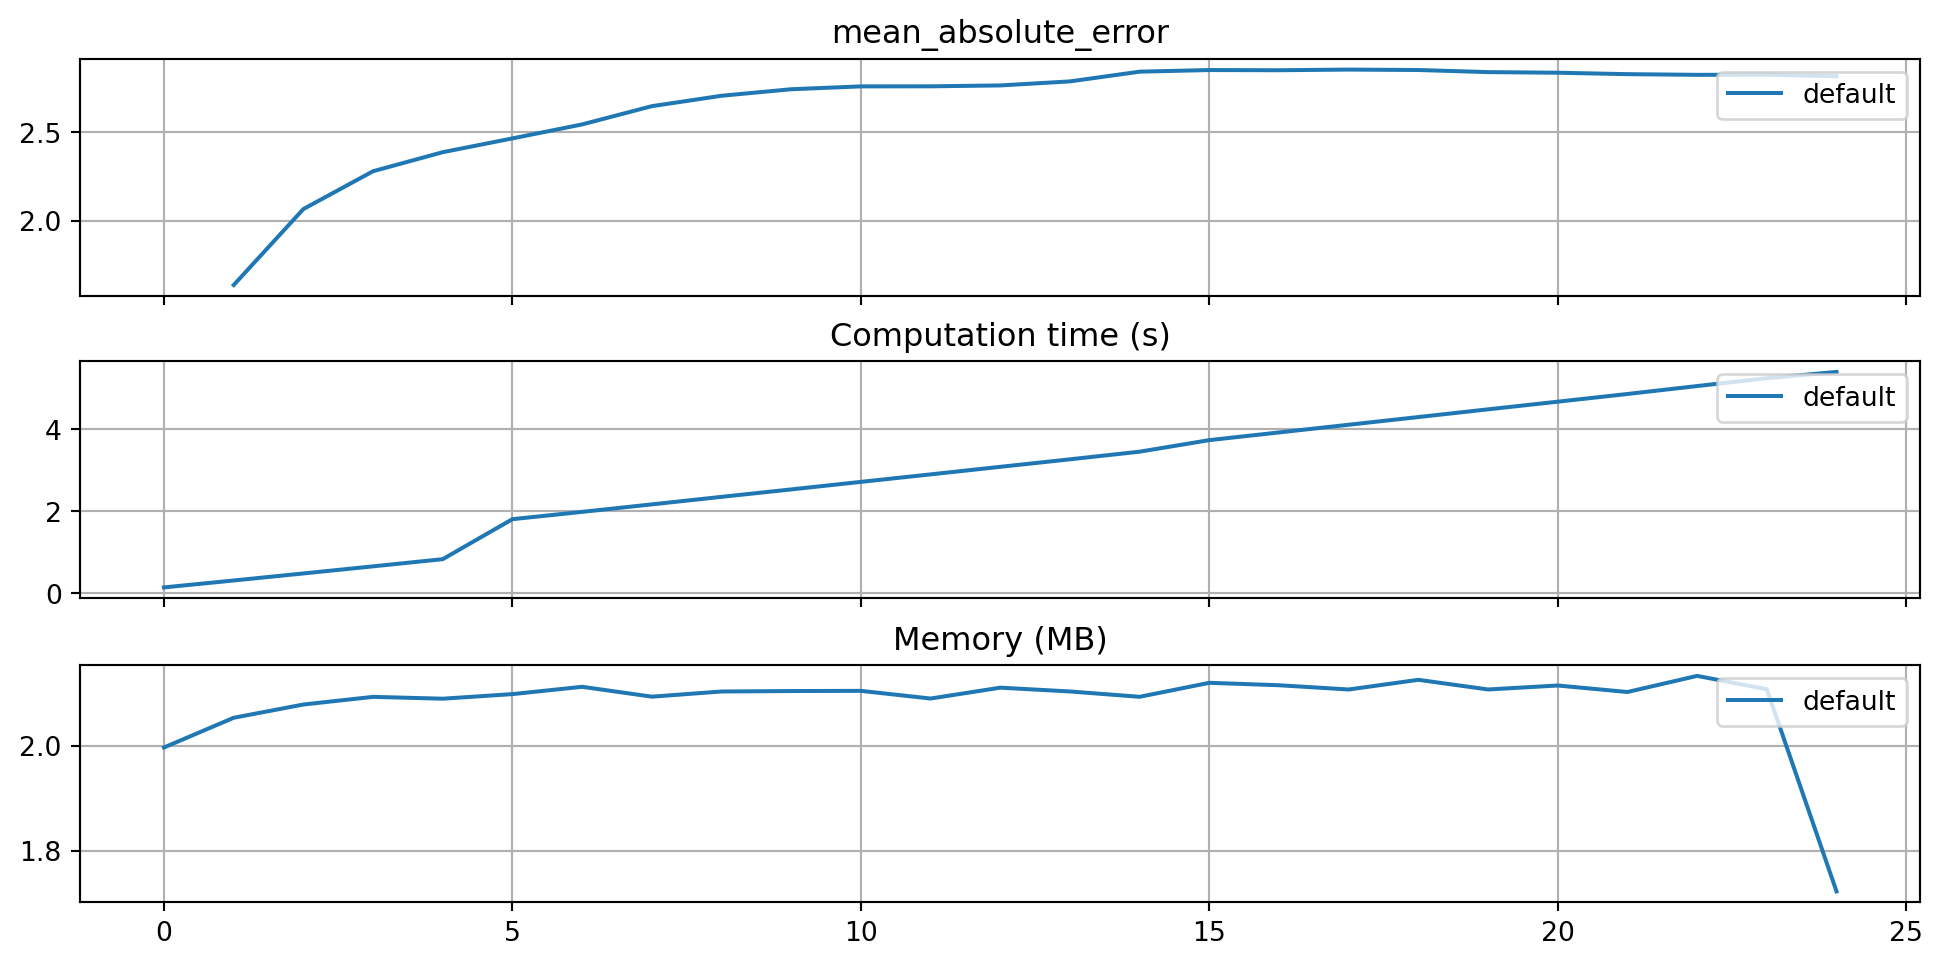 mean_absolute_error
2.5
2.0
default
Computation time (s)
4
2
0
default
Memory (MB)
2.0
1.8
default
0 5 10 15 20 25